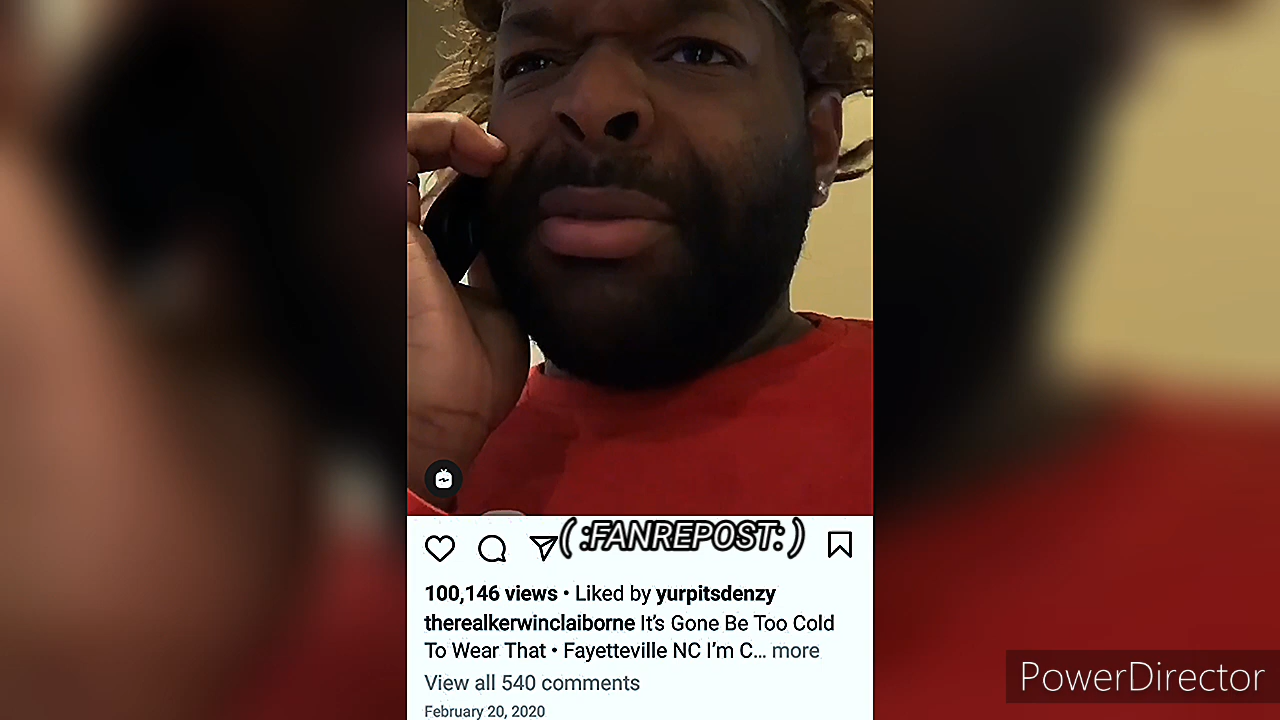 ( :FANREPOST: )
100,146 views • Liked by yurpitsdenzy
therealkerwinclaiborne It's Gone Be Too Cold
To Wear That • Fayetteville NC I'm C... more
View all 540 comments
February 20, 2020
PowerDirector